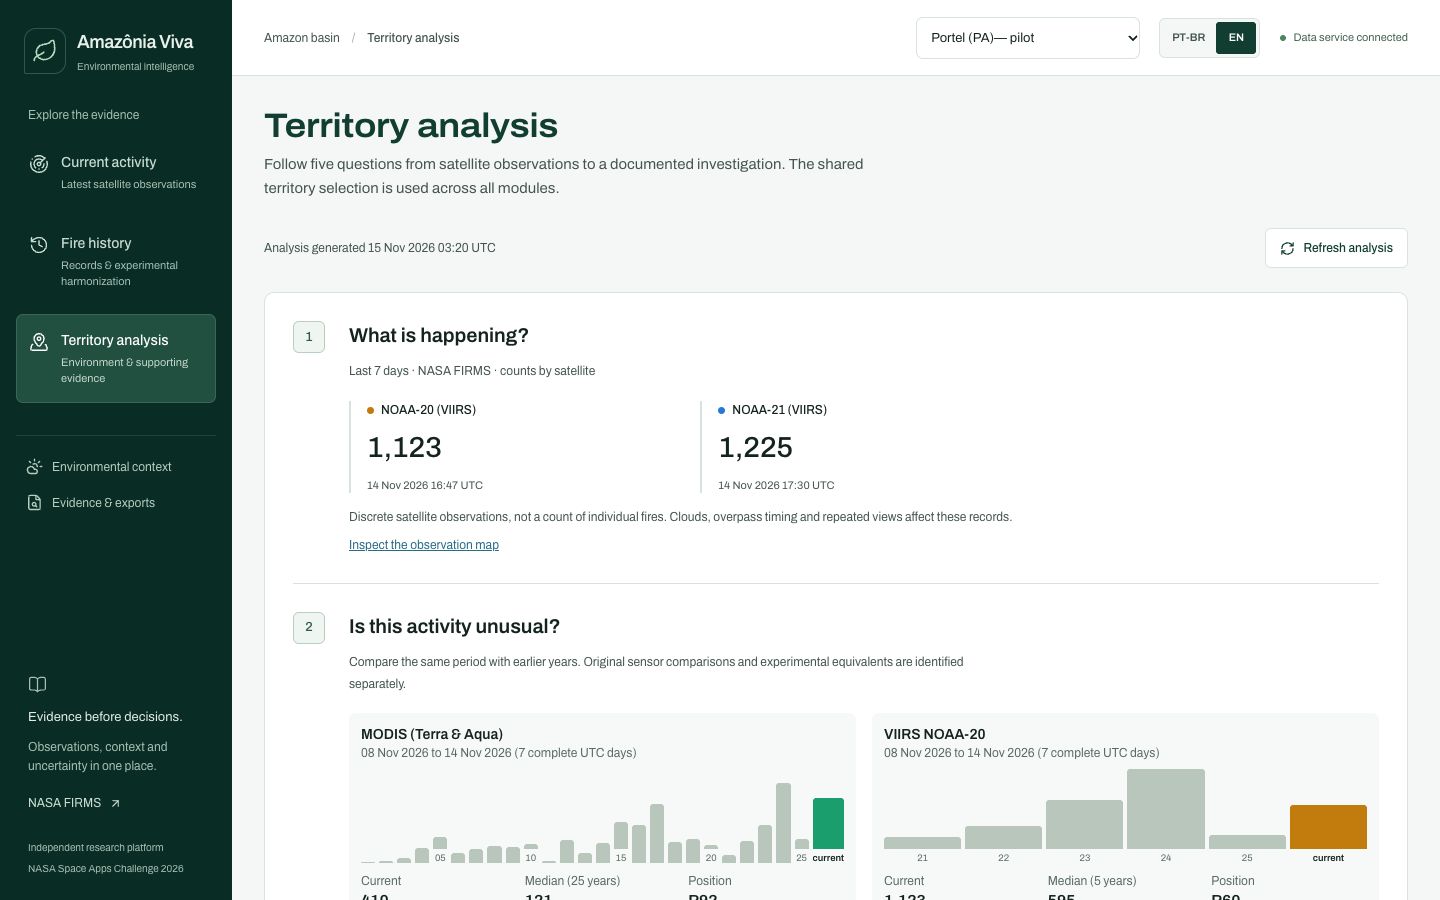 Amazônia Viva
Environmental intelligence
Explore the evidence
Current activity
Latest satellite observations
Fire history
Records & experimental
harmonization
Territory analysis
Environment & supporting
evidence
Environmental context
Evidence & exports
Evidence before decisions.
Observations, context and
uncertainty in one place.
NASA FIRMS
Independent research platform
NASA Space Apps Challenge 2026
Amazon basin / Territory analysis
Portel (PA)— pilot
PT-BR EN
Data service connected
Territory analysis
Follow five questions from satellite observations to a documented investigation. The shared
territory selection is used across all modules.
Analysis generated 15 Nov 2026 03:20 UTC
Refresh analysis
1 What is happening?
Last 7 days · NASA FIRMS · counts by satellite
NOAA-20 (VIIRS)
1,123
14 Nov 2026 16:47 UTC
NOAA-21 (VIIRS)
1,225
14 Nov 2026 17:30 UTC
Discrete satellite observations, not a count of individual fires. Clouds, overpass timing and repeated views affect these records.
Inspect the observation map
2 Is this activity unusual?
Compare the same period with earlier years. Original sensor comparisons and experimental equivalents are identified
separately.
MODIS (Terra & Aqua)
08 Nov 2026 to 14 Nov 2026 (7 complete UTC days)
05 10 15 20 25 current
Current Median (25 years) Position
410 121 P92
VIIRS NOAA-20
08 Nov 2026 to 14 Nov 2026 (7 complete UTC days)
21 22 23 24 25 current
Current Median (5 years) Position
1,123 595 P60